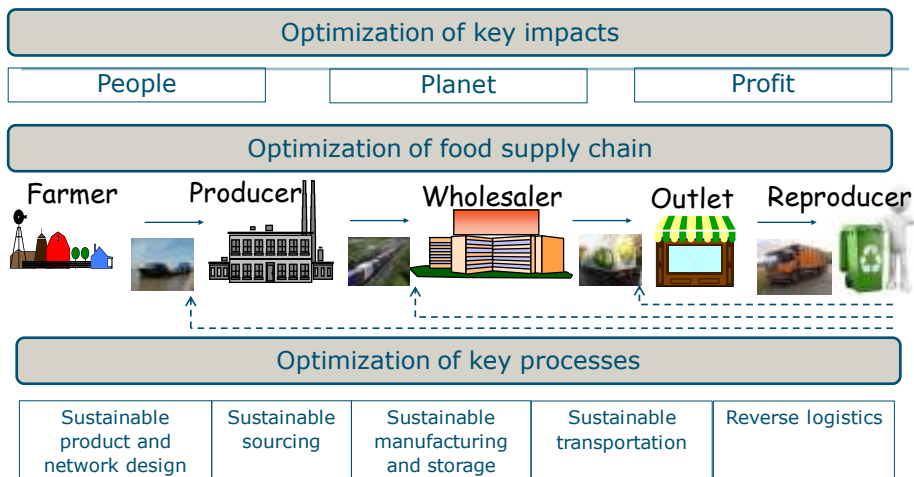 Optimization of key impacts
People
Planet
Profit
Optimization of food supply chain
Farmer
Producer
Wholesaler
Outlet
Reproducer
Optimization of key processes
Sustainable
product and
network design
Sustainable
sourcing
Sustainable
manufacturing
and storage
Sustainable
transportation
Reverse logistics